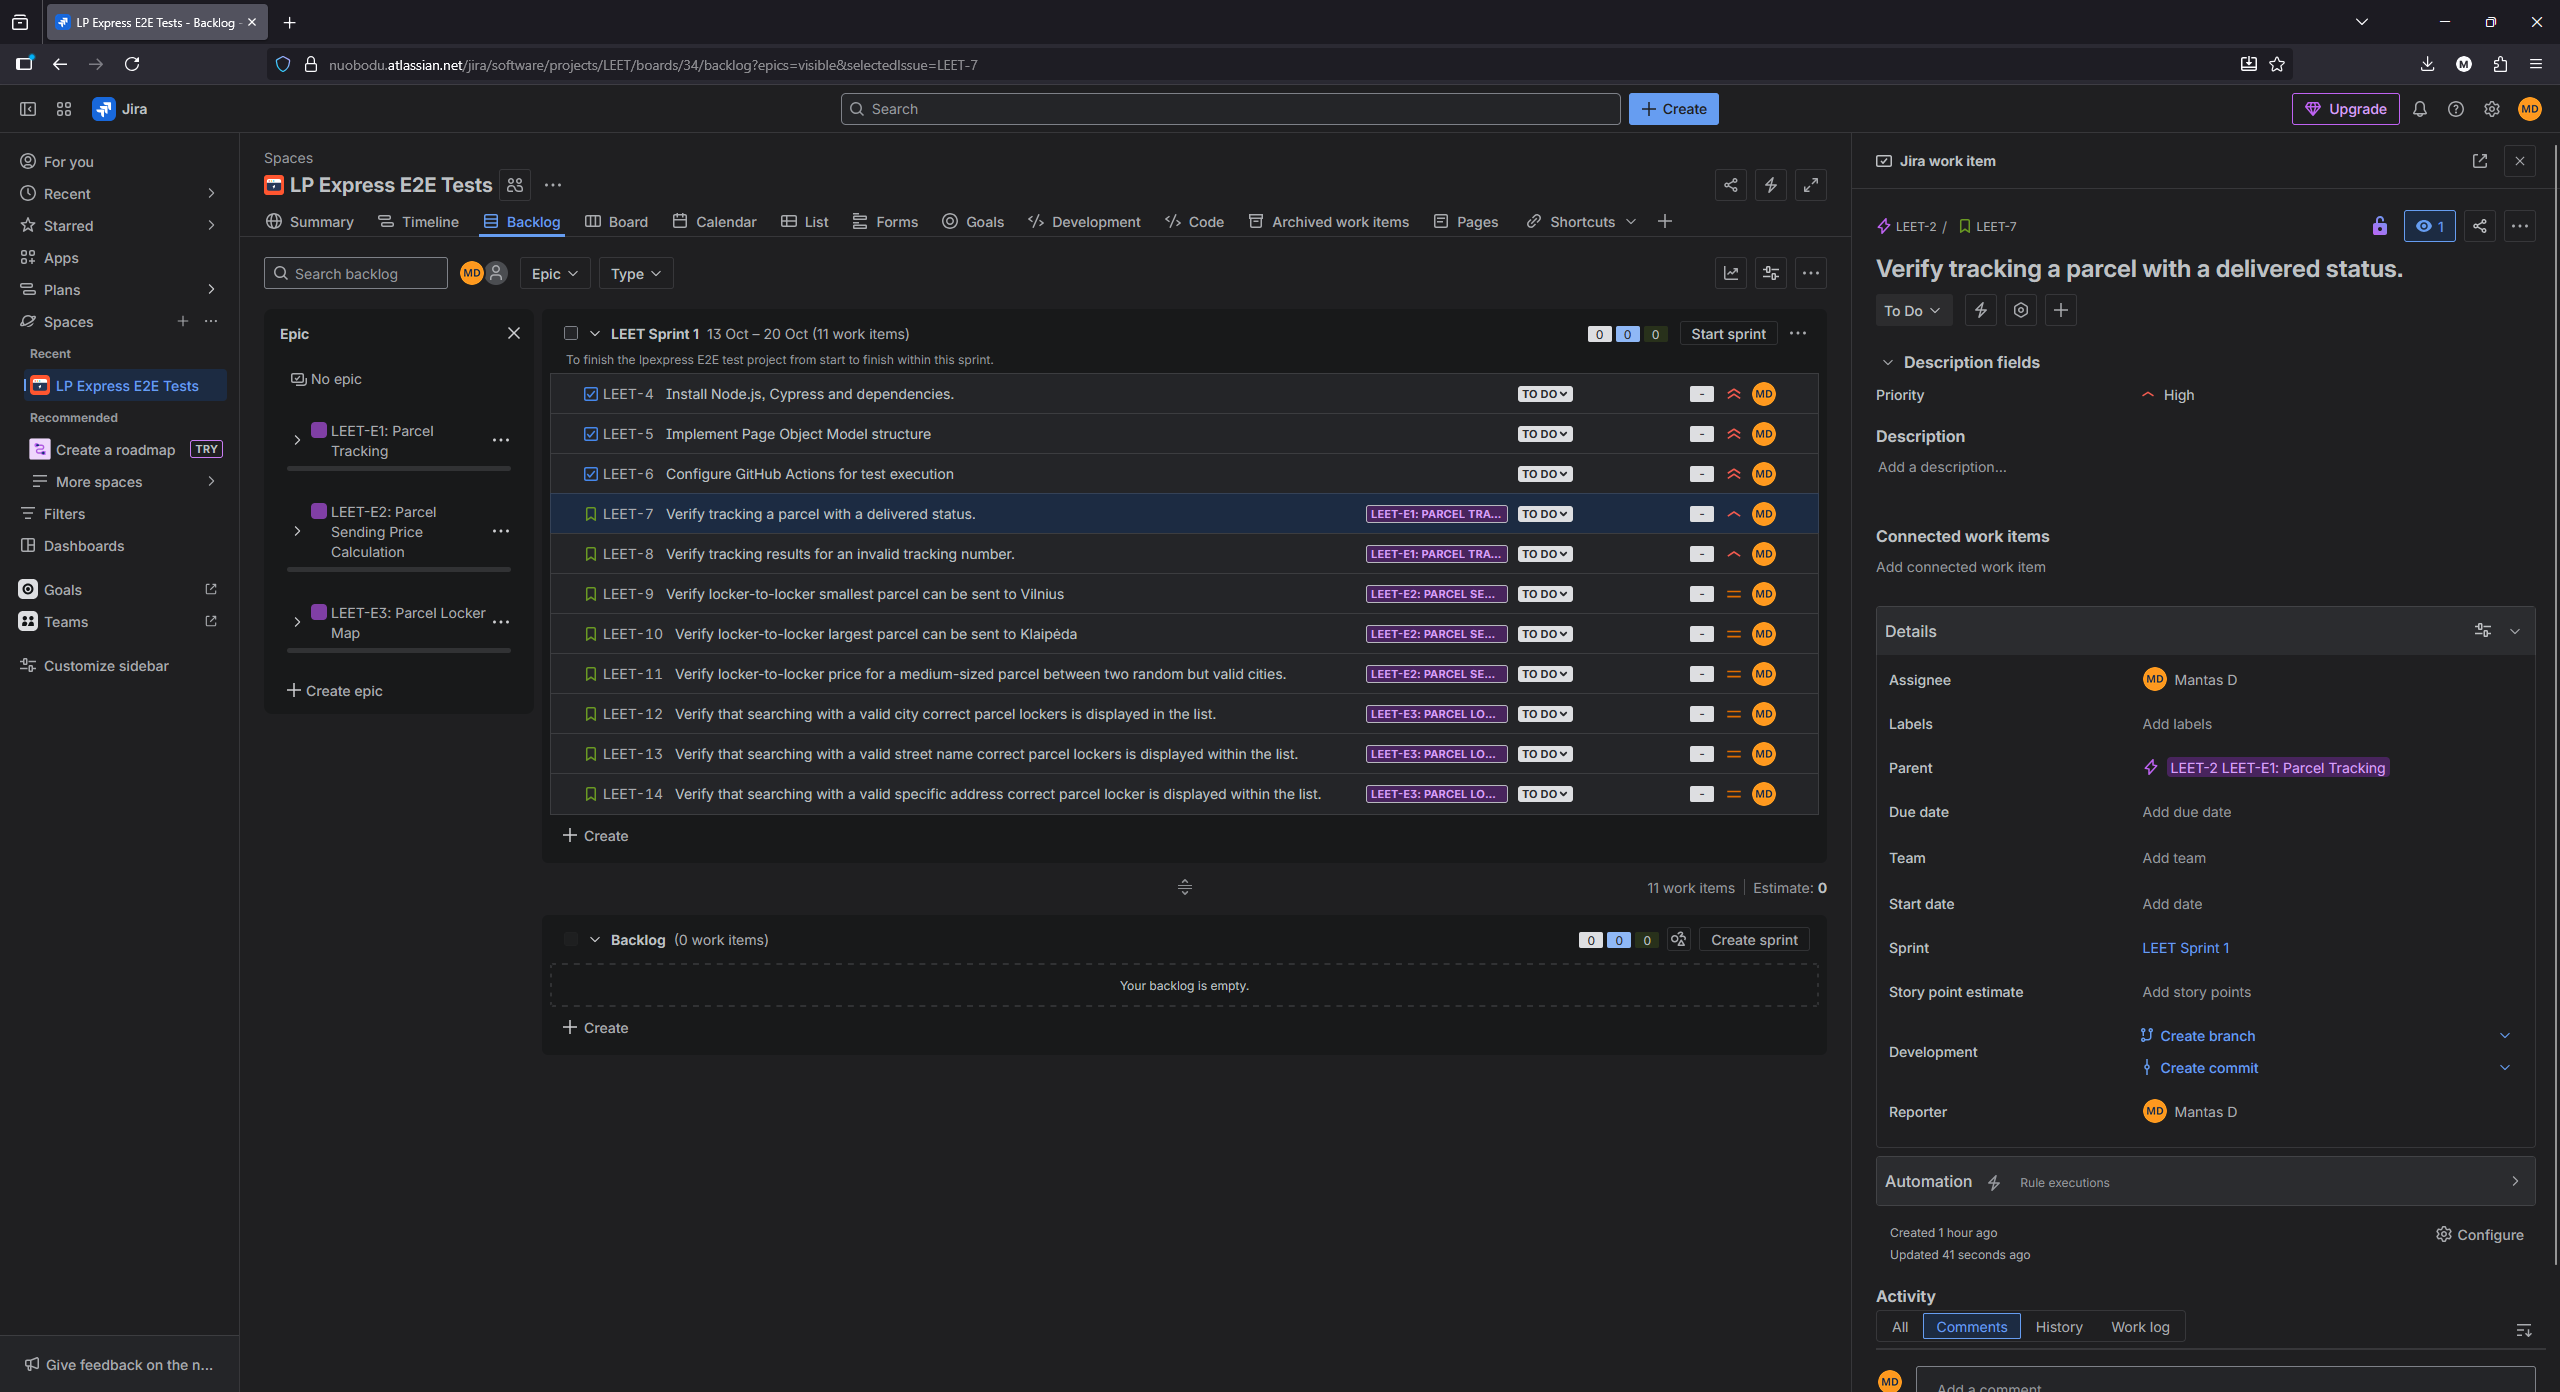 LP Express E2E Tests - Backlog -
nuobodu.atlassian.net/jira/software/projects/LEET/boards/34/backlog?epics=visible&selectedIssue=LEET-7
M
Jira
Search
Create
Upgrade
MD
For you
Recent
Starred
Apps
Plans
Spaces
Recent
LP Express E2E Tests
Recommended
Create a roadmap TRY
More spaces
Filters
Dashboards
Goals
Teams
Customize sidebar
Give feedback on the n...
Spaces
LP Express E2E Tests
Summary Timeline Backlog Board Calendar List Forms Goals Development Code Archived work items Pages Shortcuts
Search backlog MD Epic Type
Epic
No epic
LEET-E1: Parcel
Tracking
LEET-E2: Parcel
Sending Price
Calculation
LEET-E3: Parcel Locker
Map
Create epic
LEET Sprint 1 13 Oct – 20 Oct (11 work items) 0 0 0 Start sprint
To finish the lpexpress E2E test project from start to finish within this sprint.
LEET-4 Install Node.js, Cypress and dependencies. TO DO - MD
LEET-5 Implement Page Object Model structure TO DO - MD
LEET-6 Configure GitHub Actions for test execution TO DO - MD
LEET-7 Verify tracking a parcel with a delivered status. LEET-E1: PARCEL TRA... TO DO - MD
LEET-8 Verify tracking results for an invalid tracking number. LEET-E1: PARCEL TRA... TO DO - MD
LEET-9 Verify locker-to-locker smallest parcel can be sent to Vilnius LEET-E2: PARCEL SE... TO DO - MD
LEET-10 Verify locker-to-locker largest parcel can be sent to Klaipėda LEET-E2: PARCEL SE... TO DO - MD
LEET-11 Verify locker-to-locker price for a medium-sized parcel between two random but valid cities. LEET-E2: PARCEL SE... TO DO - MD
LEET-12 Verify that searching with a valid city correct parcel lockers is displayed in the list. LEET-E3: PARCEL LO... TO DO - MD
LEET-13 Verify that searching with a valid street name correct parcel lockers is displayed within the list. LEET-E3: PARCEL LO... TO DO - MD
LEET-14 Verify that searching with a valid specific address correct parcel locker is displayed within the list. LEET-E3: PARCEL LO... TO DO - MD
Create
11 work items Estimate: 0
Backlog (0 work items) 0 0 0 Create sprint
Your backlog is empty.
Create
Jira work item
LEET-2 / LEET-7 1
Verify tracking a parcel with a delivered status.
To Do
Description fields
Priority High
Description
Add a description...
Connected work items
Add connected work item
Details
Assignee MD Mantas D
Labels Add labels
Parent LEET-2 LEET-E1: Parcel Tracking
Due date Add due date
Team Add team
Start date Add date
Sprint LEET Sprint 1
Story point estimate Add story points
Development
Create branch
Create commit
Reporter MD Mantas D
Automation Rule executions
Created 1 hour ago
Updated 41 seconds ago
Configure
Activity
All Comments History Work log
MD Add a comment